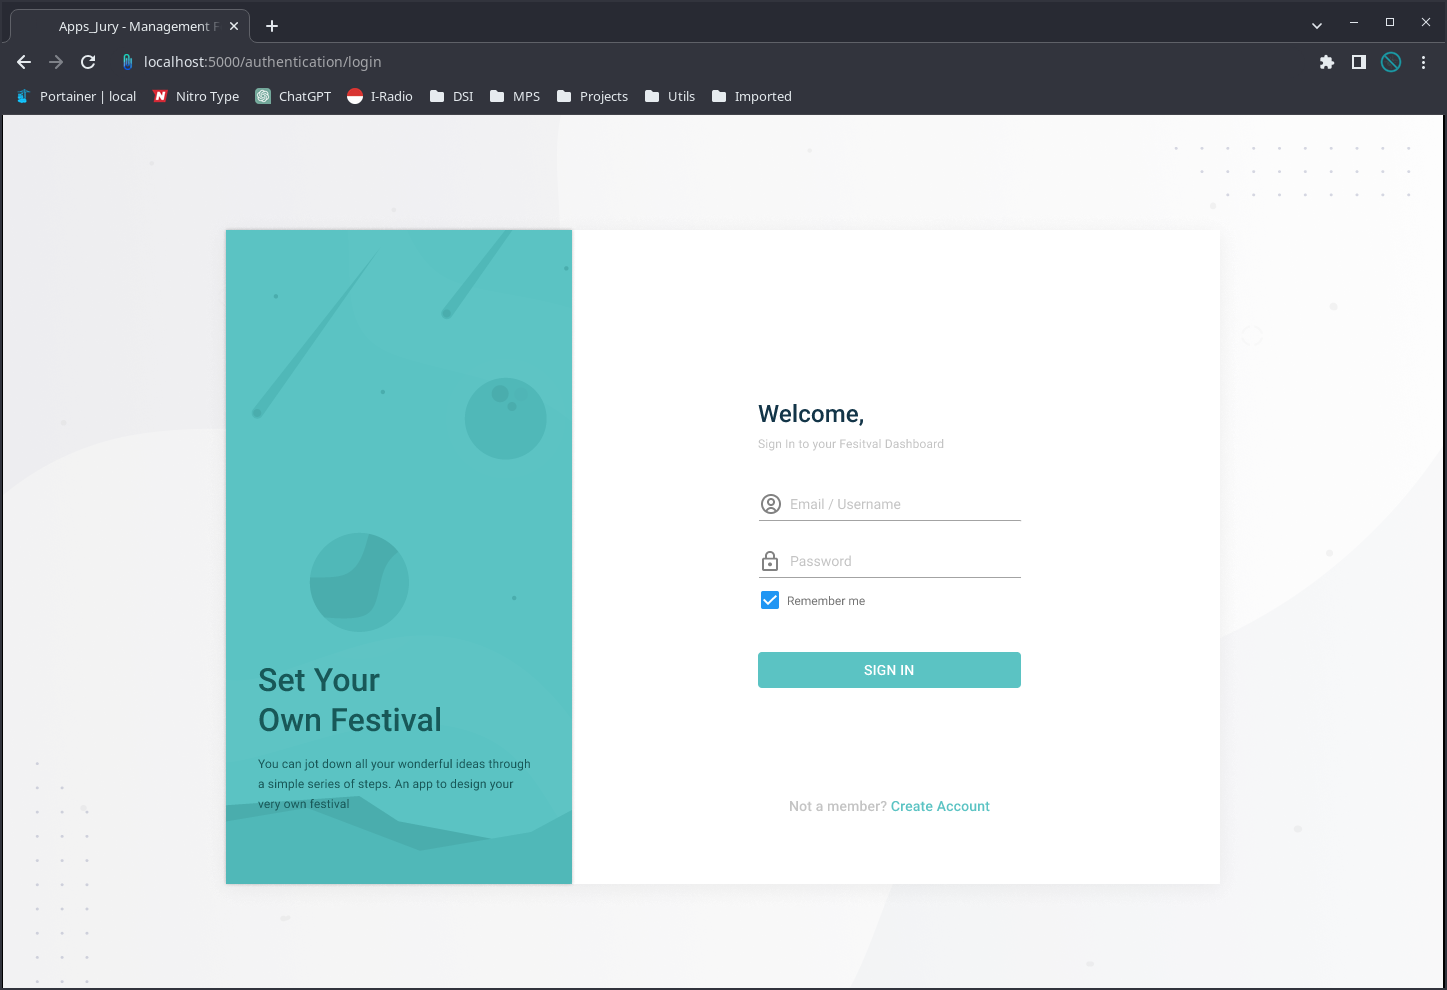 Apps_Jury - Management F
localhost:5000/authentication/login
Portainer | local Nitro Type ChatGPT I-Radio DSI MPS Projects Utils Imported
Welcome,
Sign In to your Fesitval Dashboard
Email / Username
Password
Remember me
SIGN IN
Not a member? Create Account
Set Your
Own Festival
You can jot down all your wonderful ideas through
a simple series of steps. An app to design your
very own festival